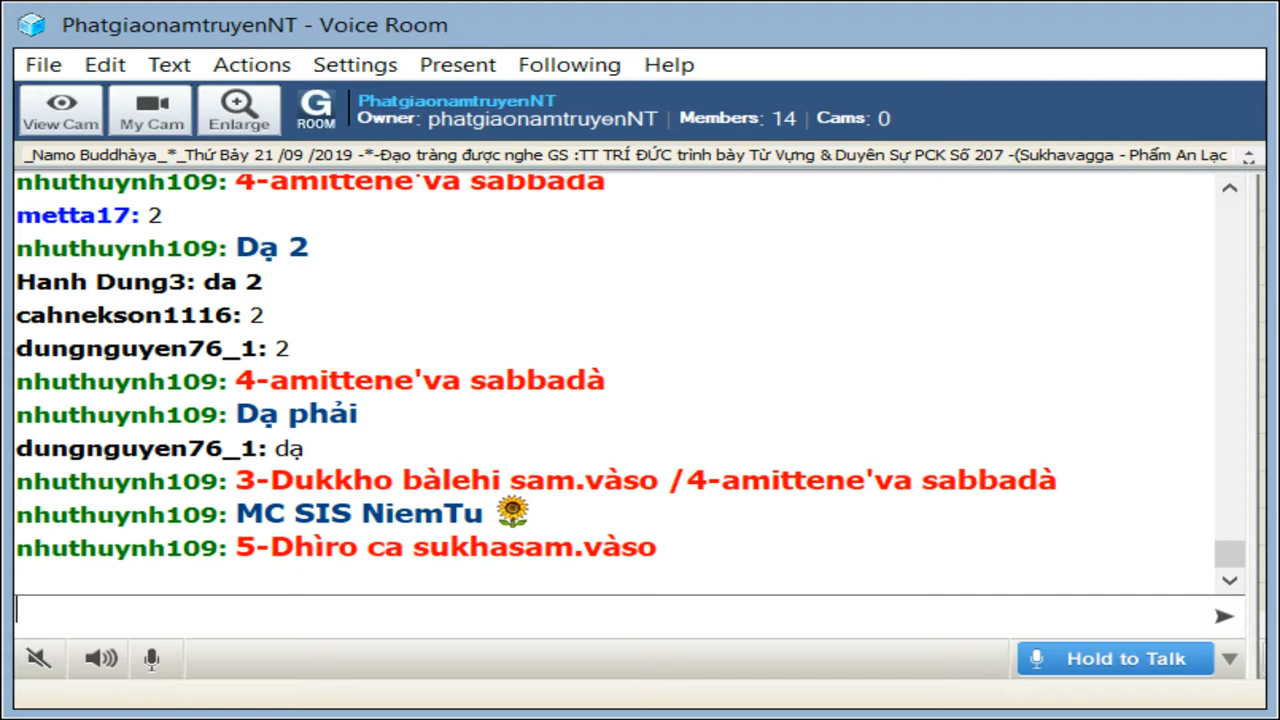 PhatgiaonamtruyenNT - Voice Room
File Edit Text Actions Settings Present Following Help
View Cam My Cam Enlarge G ROOM
PhatgiaonamtruyenNT
Owner: phatgiaonamtruyenNT | Members: 14 | Cams: 0
_Namo Buddhàya_*_Thứ Bảy 21 /09 /2019 -*-Đạo tràng được nghe GS :TT TRÍ ĐỨC trình bày Từ Vựng & Duyên Sự PCK Số 207 -(Sukhavagga - Phẩm An Lạc
nhuthuynh109: 4-amittene'va sabbadà
metta17: 2
nhuthuynh109: Dạ 2
Hanh Dung3: da 2
cahnekson1116: 2
dungnguyen76_1: 2
nhuthuynh109: 4-amittene'va sabbadà
nhuthuynh109: Dạ phải
dungnguyen76_1: dạ
nhuthuynh109: 3-Dukkho bàlehi sam.vàso /4-amittene'va sabbadà
nhuthuynh109: MC SIS NiemTu
nhuthuynh109: 5-Dhìro ca sukhasam.vàso
Hold to Talk